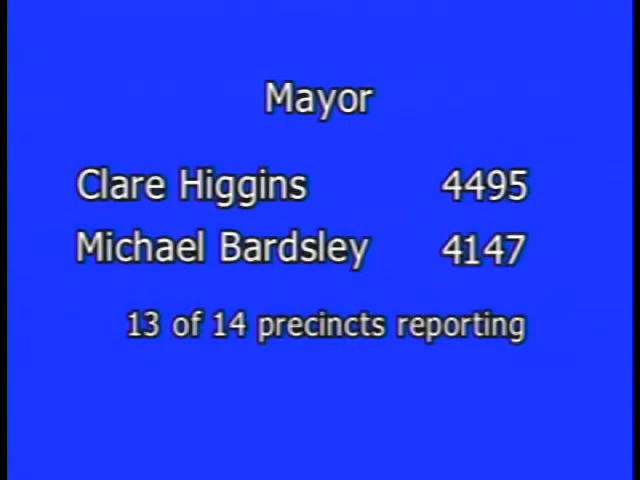 Mayor
Clare Higgins 4495
Michael Bardsley 4147
13 of 14 precincts reporting